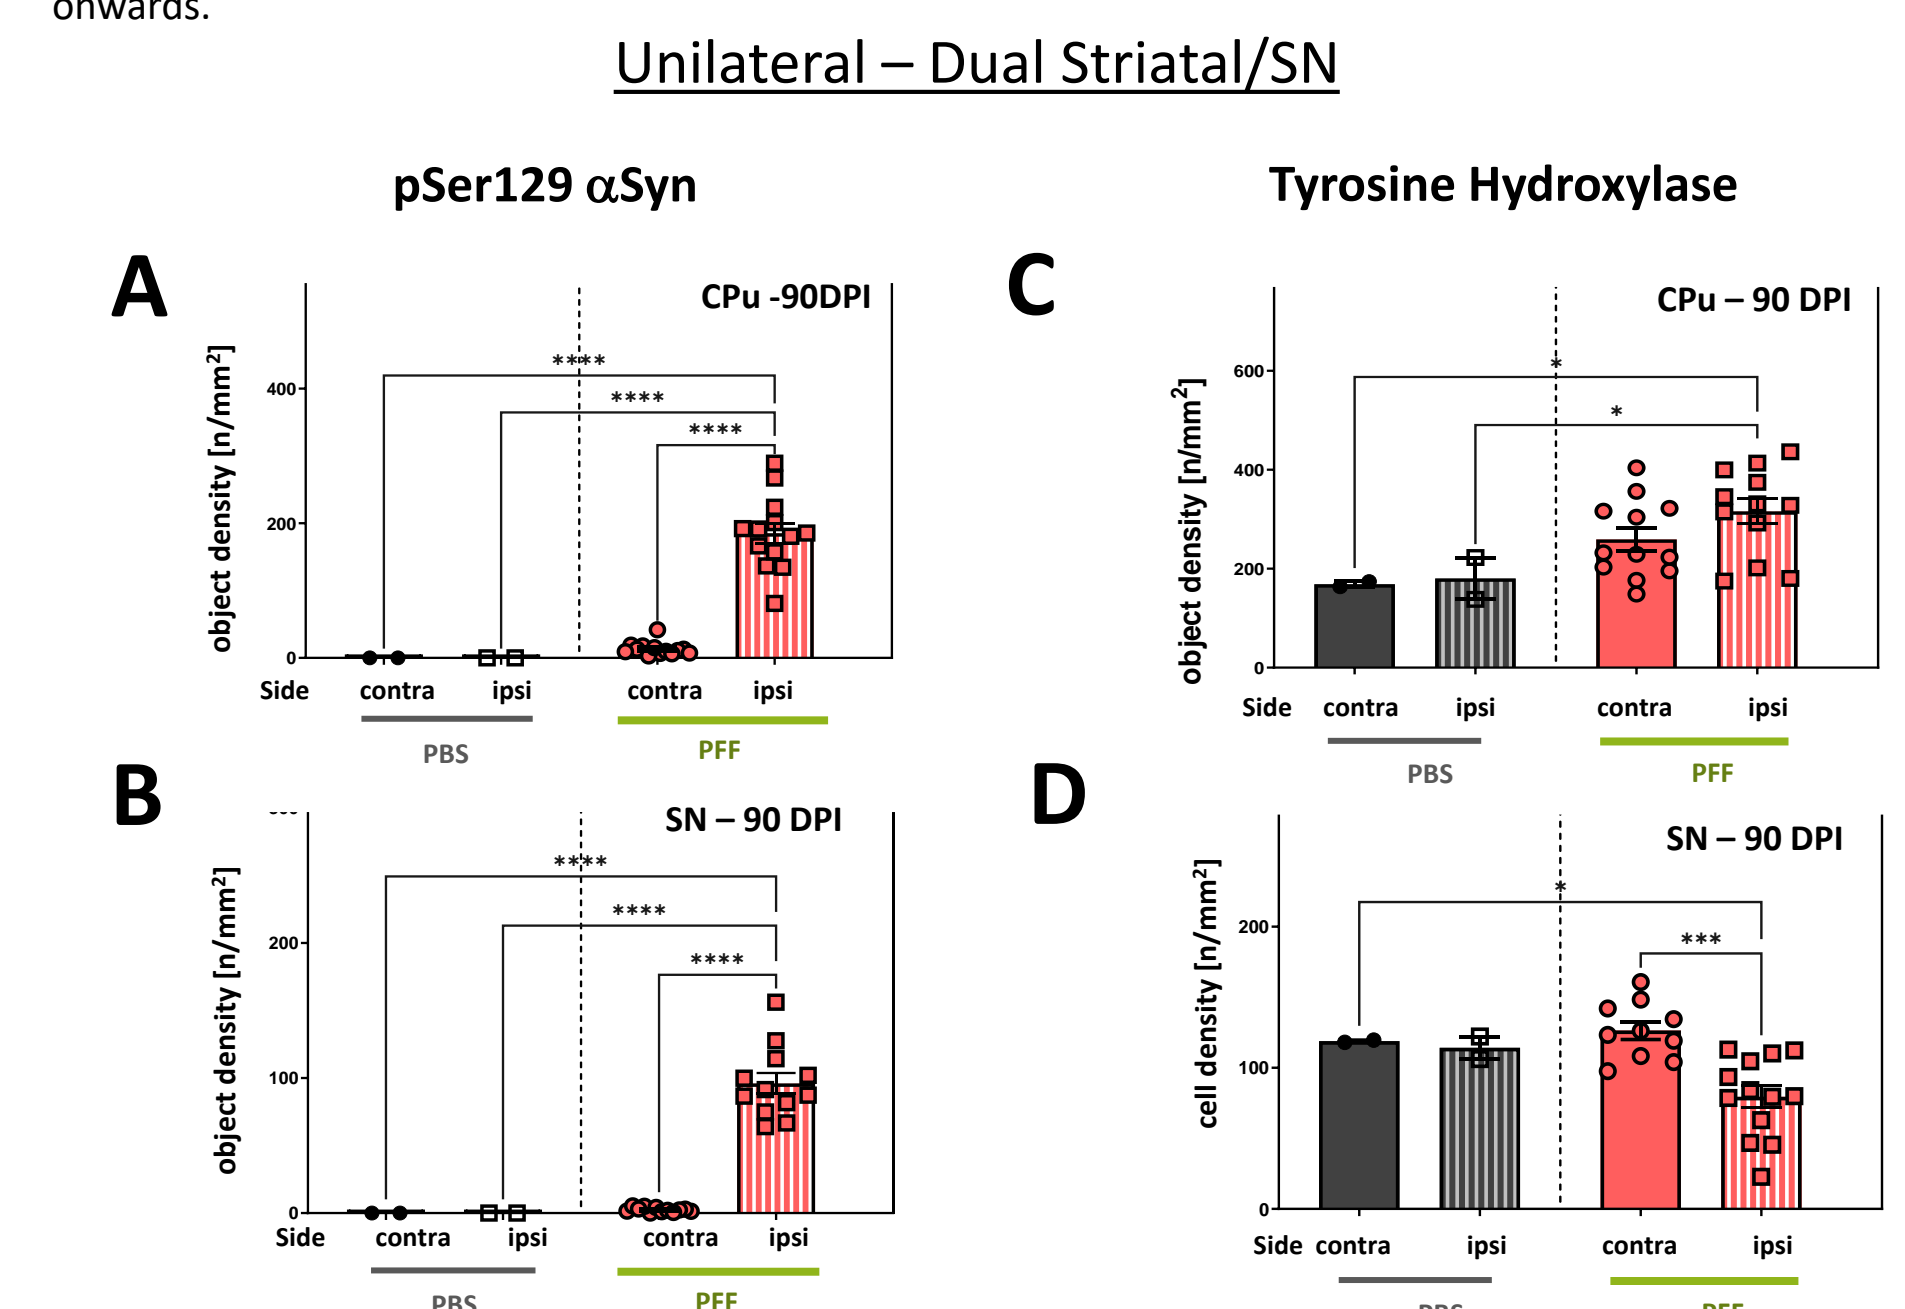 onwards.
Unilateral – Dual Striatal/SN
pSer129 αSyn
Tyrosine Hydroxylase
A
CPu -90DPI
object density [n/mm²]
400
200
0
****
****
****
Side contra ipsi contra ipsi
PBS PFF
C
CPu – 90 DPI
object density [n/mm²]
600
400
200
0
*
*
Side contra ipsi contra ipsi
PBS PFF
B
SN – 90 DPI
object density [n/mm²]
200
100
0
****
****
****
Side contra ipsi contra ipsi
PBS PFF
D
SN – 90 DPI
cell density [n/mm²]
200
100
0
*
***
Side contra ipsi contra ipsi
PBS PFF